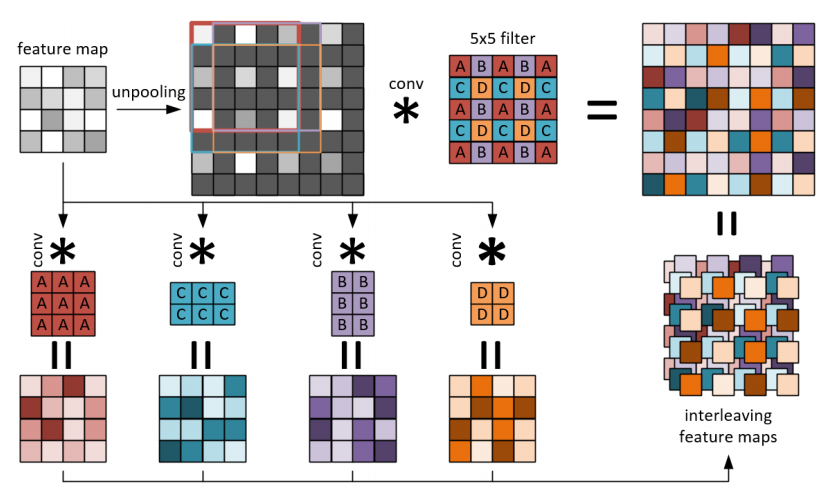 feature map
unpooling
conv
*
5x5 filter
A B A B A
C D C D C
A B A B A
C D C D C
A B A B A
=
conv
*
conv
*
conv
*
conv
*
A A A
A A A
A A A
C C C
C C C
B B
B B
B B
D D
D D
=
=
=
=
=
interleaving
feature maps